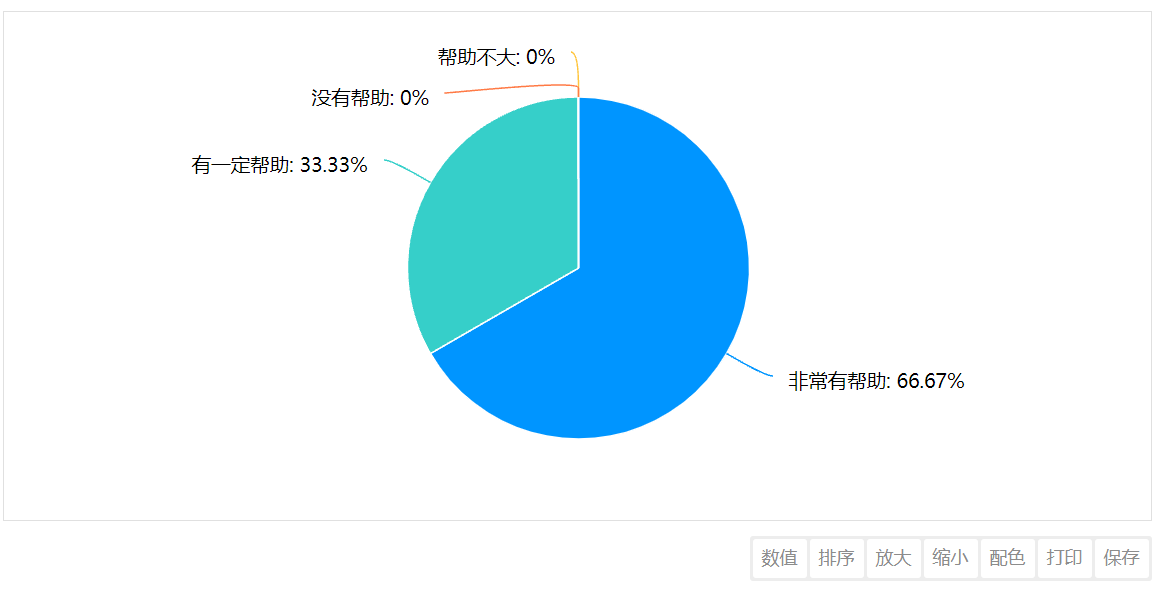 帮助不大: 0%
没有帮助: 0%
有一定帮助: 33.33%
非常有帮助: 66.67%
数值 排序 放大 缩小 配色 打印 保存